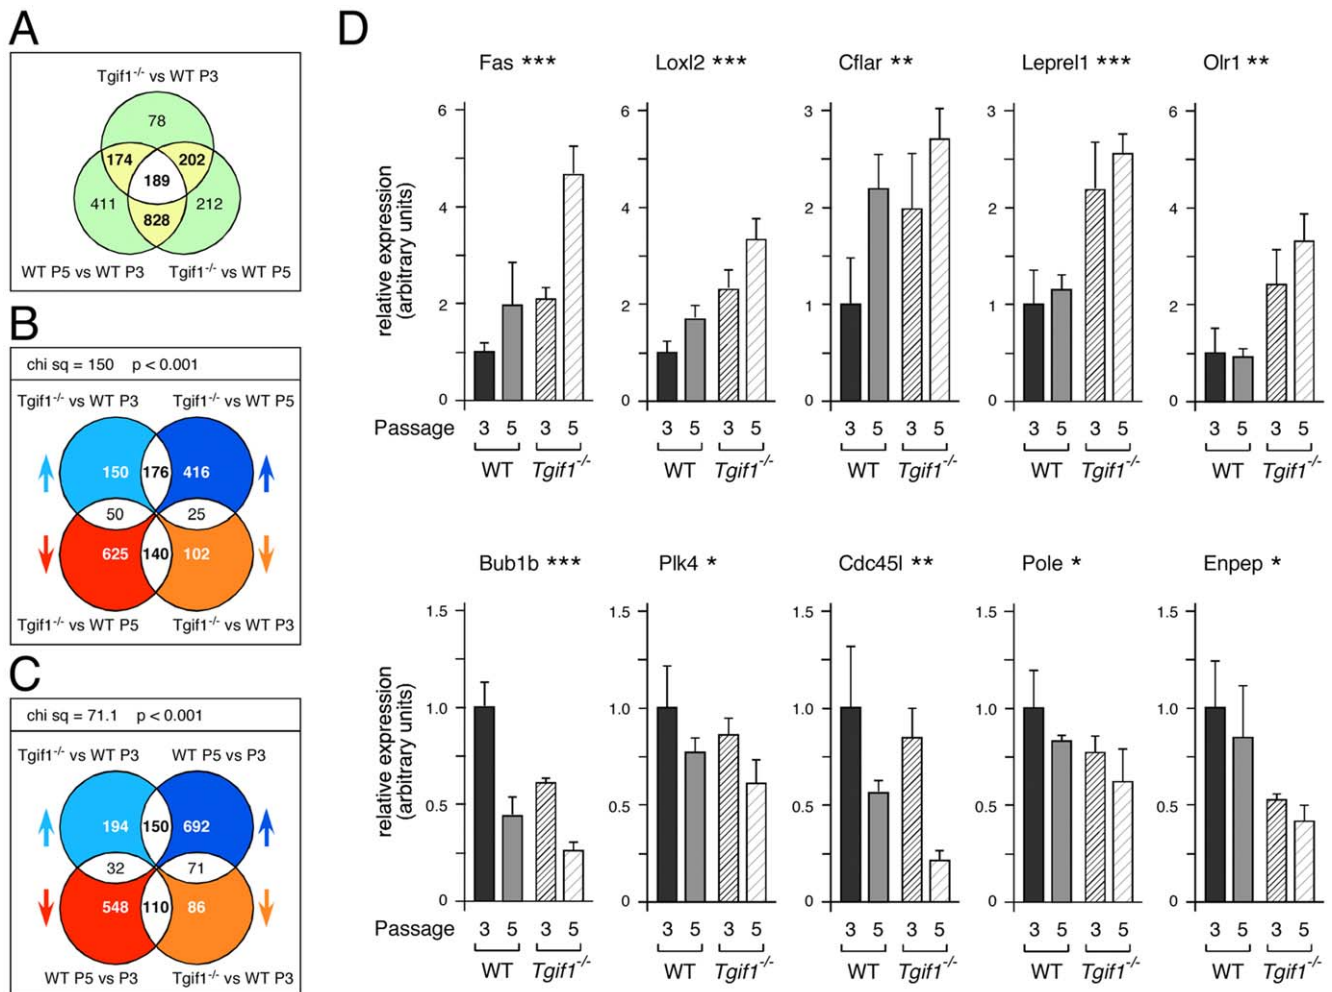 A
Tgif1-/- vs WT P3
78
174
202
189
411
212
828
WT P5 vs WT P3
Tgif1-/- vs WT P5
B
chi sq = 150 p < 0.001
Tgif1-/- vs WT P3
Tgif1-/- vs WT P5
150
176
416
50
25
625
140
102
Tgif1-/- vs WT P5
Tgif1-/- vs WT P3
C
chi sq = 71.1 p < 0.001
Tgif1-/- vs WT P3
WT P5 vs P3
194
150
692
32
71
548
110
86
WT P5 vs P3
Tgif1-/- vs WT P3
D
relative expression
(arbitrary units)
Fas ***
6
4
2
0
Loxl2 ***
6
4
2
0
Cflar **
3
2
1
0
Leprel1 ***
3
2
1
0
Olr1 **
6
4
2
0
Passage 3 5 3 5 3 5 3 5 3 5 3 5 3 5 3 5 3 5 3 5
WT Tgif1-/- WT Tgif1-/- WT Tgif1-/- WT Tgif1-/- WT Tgif1-/-
relative expression
(arbitrary units)
Bub1b ***
1.5
1.0
0.5
0
Plk4 *
1.5
1.0
0.5
0
Cdc45l **
1.5
1.0
0.5
0
Pole *
1.5
1.0
0.5
0
Enpep *
1.5
1.0
0.5
0
Passage 3 5 3 5 3 5 3 5 3 5 3 5 3 5 3 5 3 5 3 5
WT Tgif1-/- WT Tgif1-/- WT Tgif1-/- WT Tgif1-/- WT Tgif1-/-